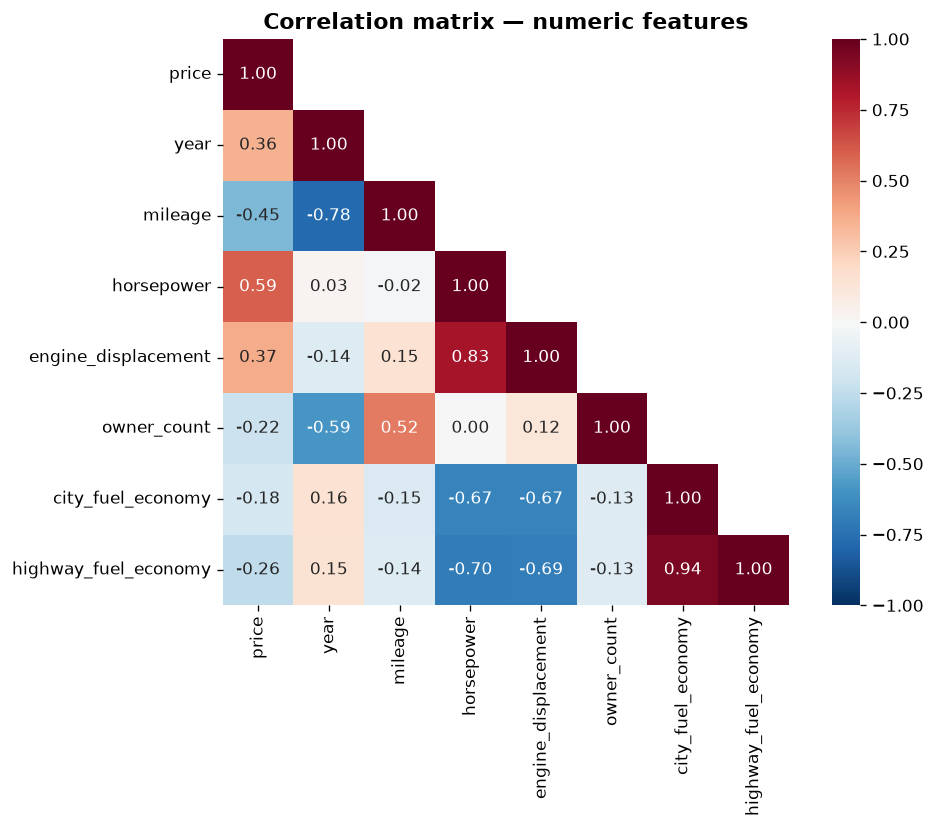 Correlation matrix — numeric features
price 1.00
year 0.36 1.00
mileage -0.45 -0.78 1.00
horsepower 0.59 0.03 -0.02 1.00
engine_displacement 0.37 -0.14 0.15 0.83 1.00
owner_count -0.22 -0.59 0.52 0.00 0.12 1.00
city_fuel_economy -0.18 0.16 -0.15 -0.67 -0.67 -0.13 1.00
highway_fuel_economy -0.26 0.15 -0.14 -0.70 -0.69 -0.13 0.94 1.00
price
year
mileage
horsepower
engine_displacement
owner_count
city_fuel_economy
highway_fuel_economy
1.00
0.75
0.50
0.25
0.00
−0.25
−0.50
−0.75
−1.00